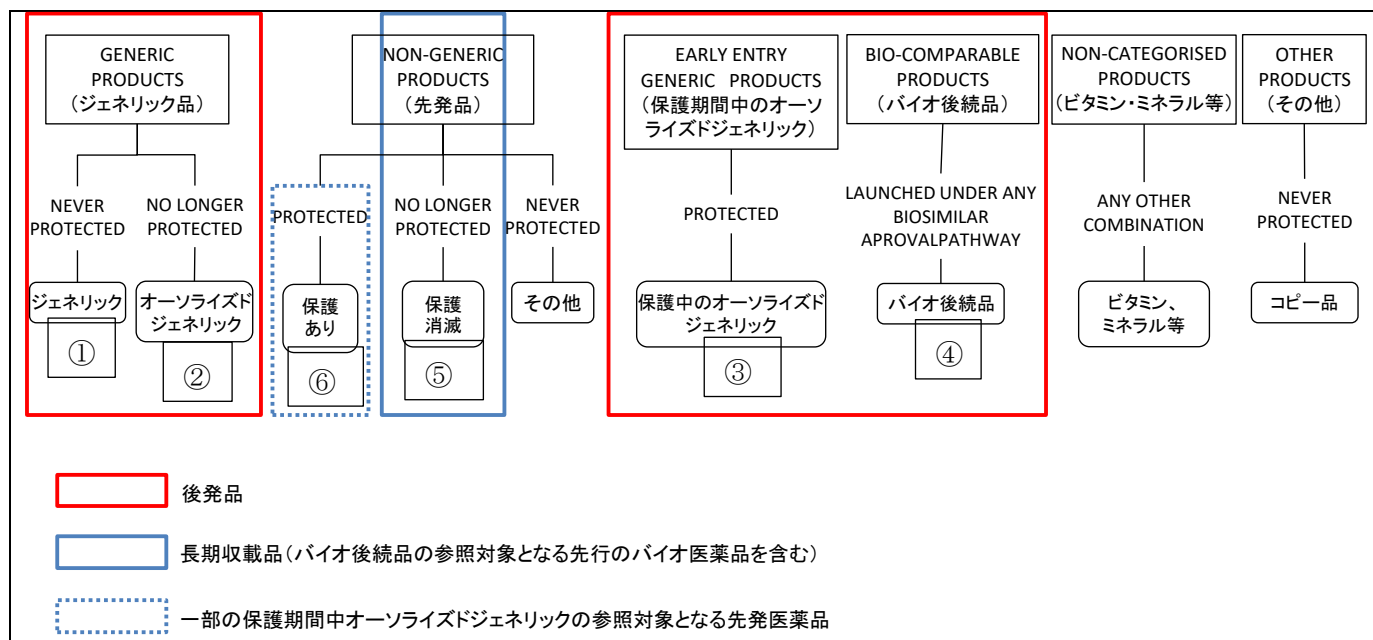 GENERIC
PRODUCTS
（ジェネリック品）
NON-GENERIC
PRODUCTS
（先発品）
EARLY ENTRY
GENERIC PRODUCTS
（保護期間中のオーソ
ライズドジェネリック）
BIO-COMPARABLE
PRODUCTS
（バイオ後続品）
NON-CATEGORISED
PRODUCTS
（ビタミン・ミネラル等）
OTHER
PRODUCTS
（その他）
NEVER
PROTECTED
NO LONGER
PROTECTED
PROTECTED
NO LONGER
PROTECTED
NEVER
PROTECTED
PROTECTED
LAUNCHED UNDER ANY
BIOSIMILAR
APROVALPATHWAY
ANY OTHER
COMBINATION
NEVER
PROTECTED
ジェネリック
オーソライズド
ジェネリック
保護
あり
保護
消滅
その他
保護中のオーソライズド
ジェネリック
バイオ後続品
ビタミン、
ミネラル等
コピー品
①
②
⑥
⑤
③
④
後発品
長期収載品（バイオ後続品の参照対象となる先行のバイオ医薬品を含む）
一部の保護期間中オーソライズドジェネリックの参照対象となる先発医薬品